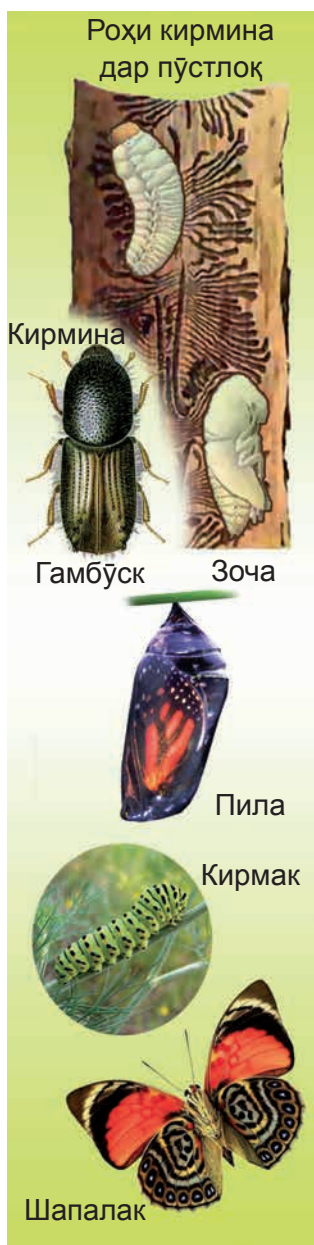 Роҳи кирмина
дар пӯстлоқ
Кирмина
Гамбӯск
Зоча
Пила
Кирмак
Шапалак